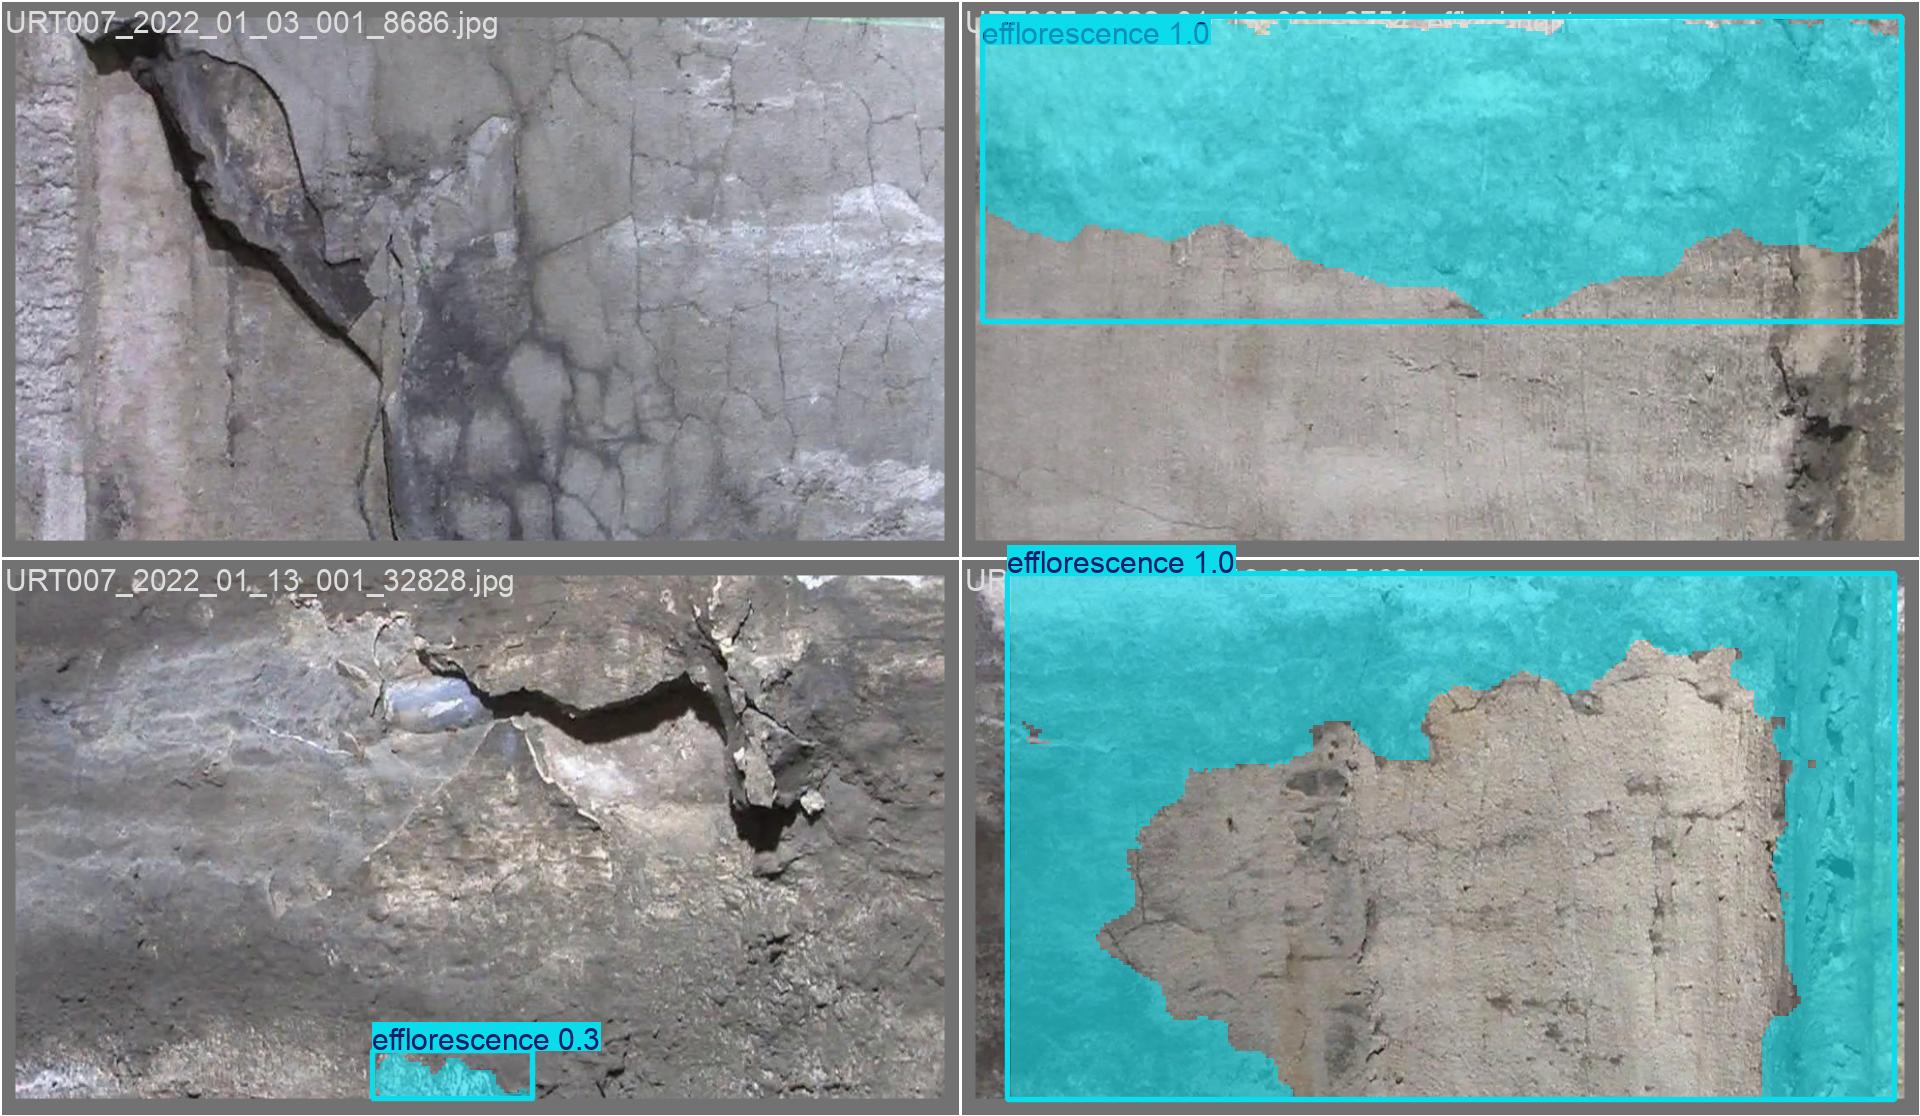 URT007_2022_01_03_001_8686.jpg
efflorescence 1.0
URT007_2022_01_13_001_32828.jpg
efflorescence 1.0
efflorescence 0.3